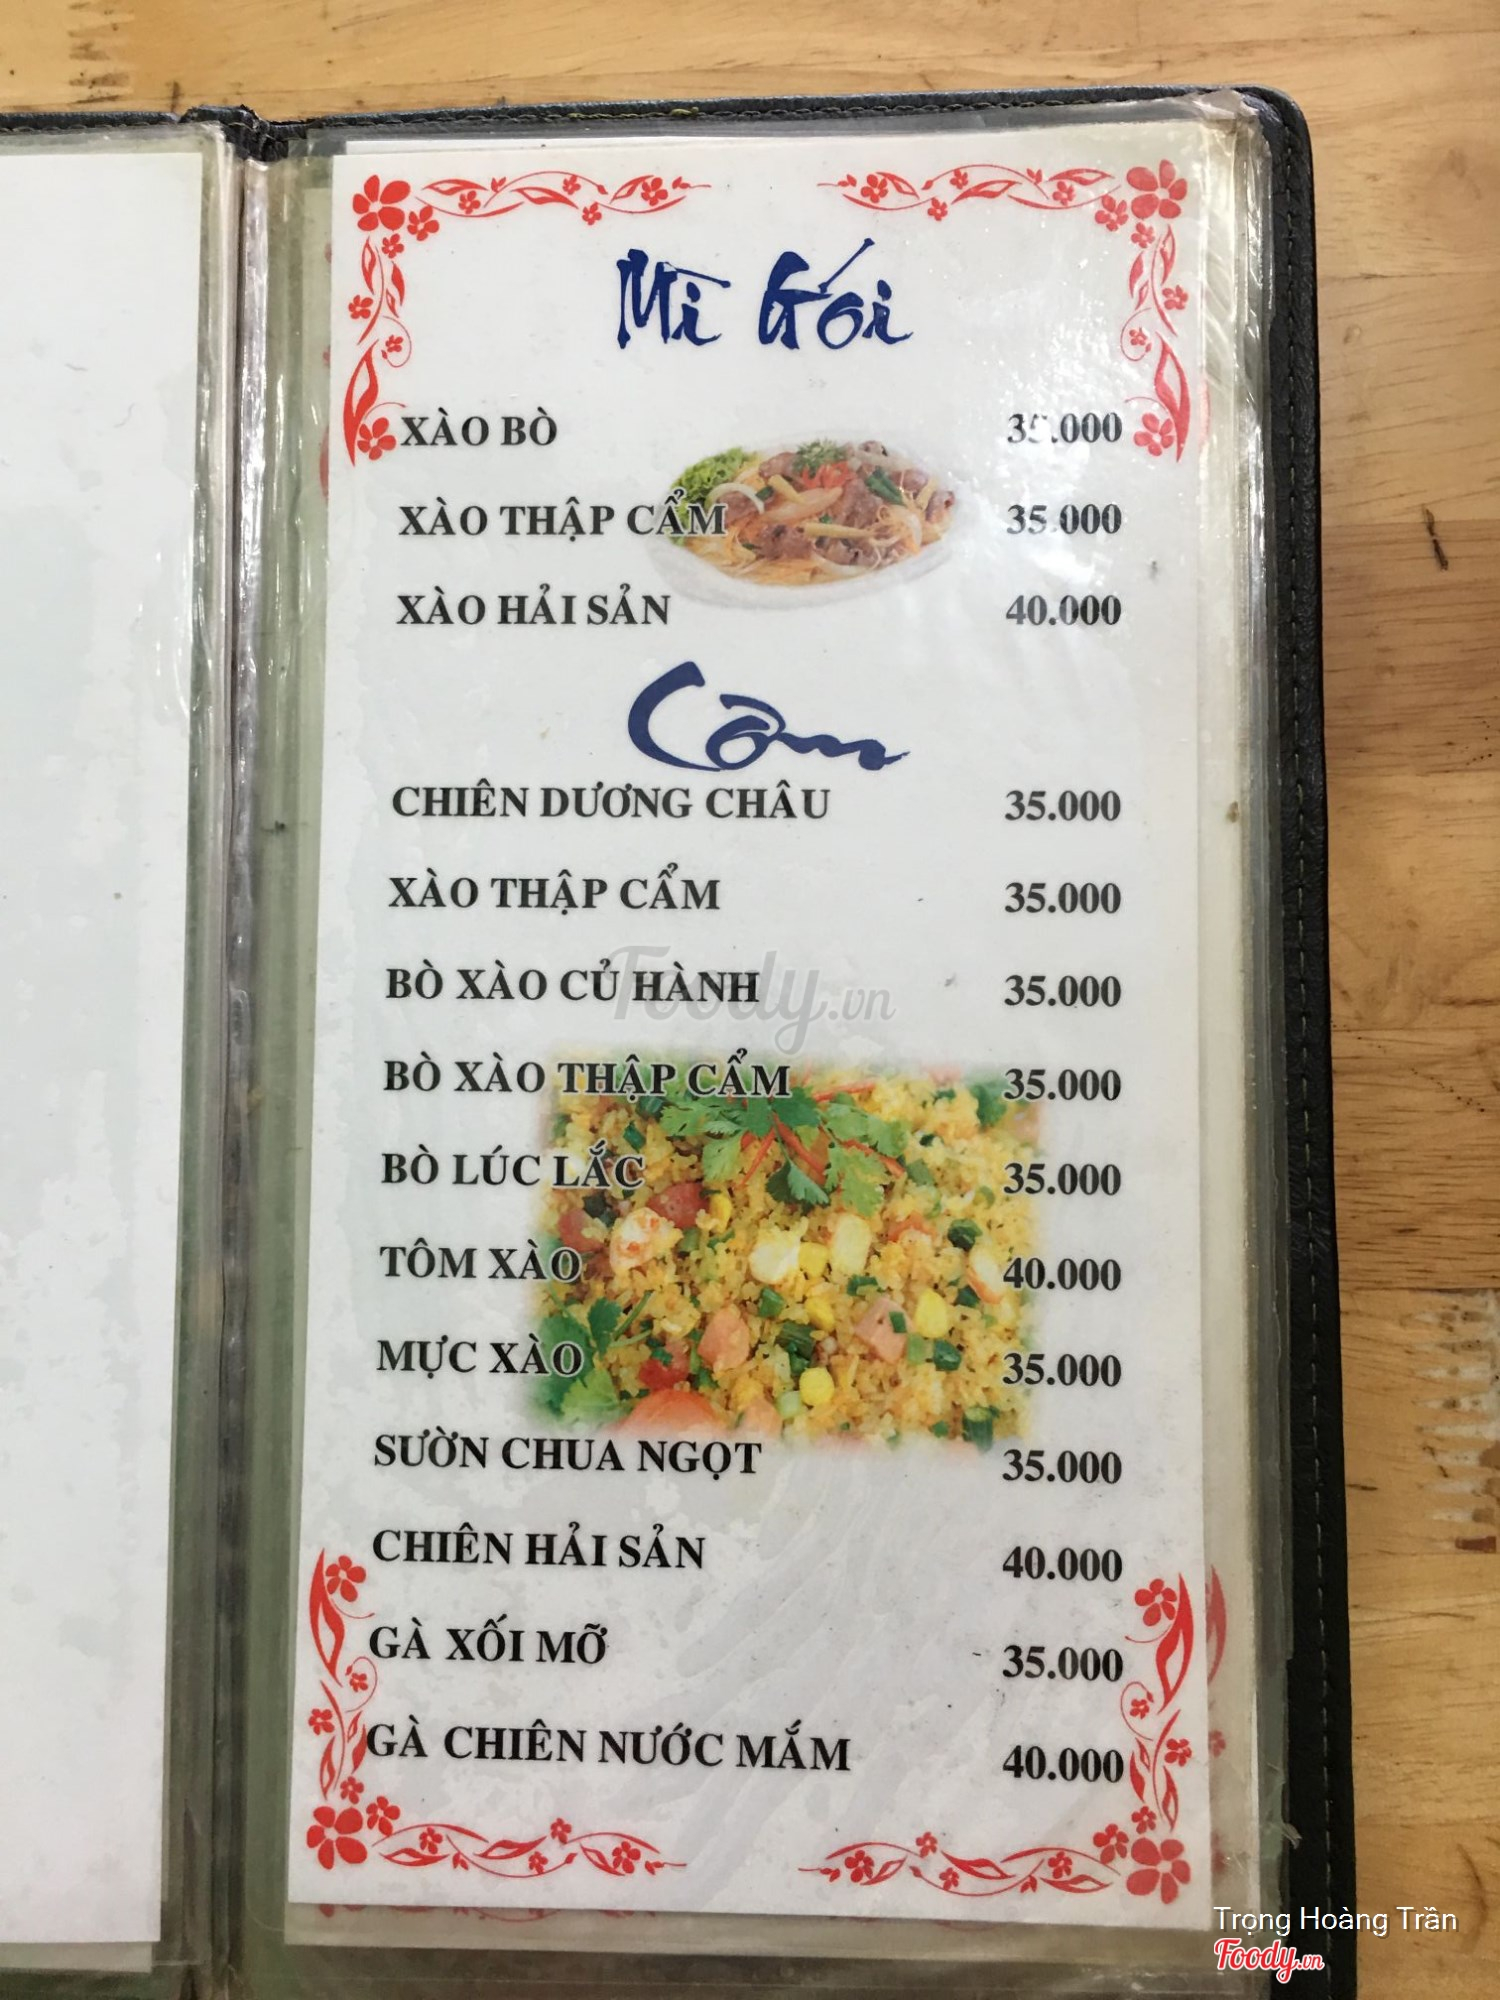 Mì Gói
XÀO BÒ 35.000
XÀO THẬP CẨM 35.000
XÀO HẢI SẢN 40.000
Cơm
CHIÊN DƯƠNG CHÂU 35.000
XÀO THẬP CẨM 35.000
BÒ XÀO CỦ HÀNH 35.000
Foody.vn
BÒ XÀO THẬP CẨM 35.000
BÒ LÚC LẮC 35.000
TÔM XÀO 40.000
MỰC XÀO 35.000
SƯỜN CHUA NGỌT 35.000
CHIÊN HẢI SẢN 40.000
GÀ XỐI MỠ 35.000
GÀ CHIÊN NƯỚC MẮM 40.000
Trọng Hoàng Trần
Foody.vn